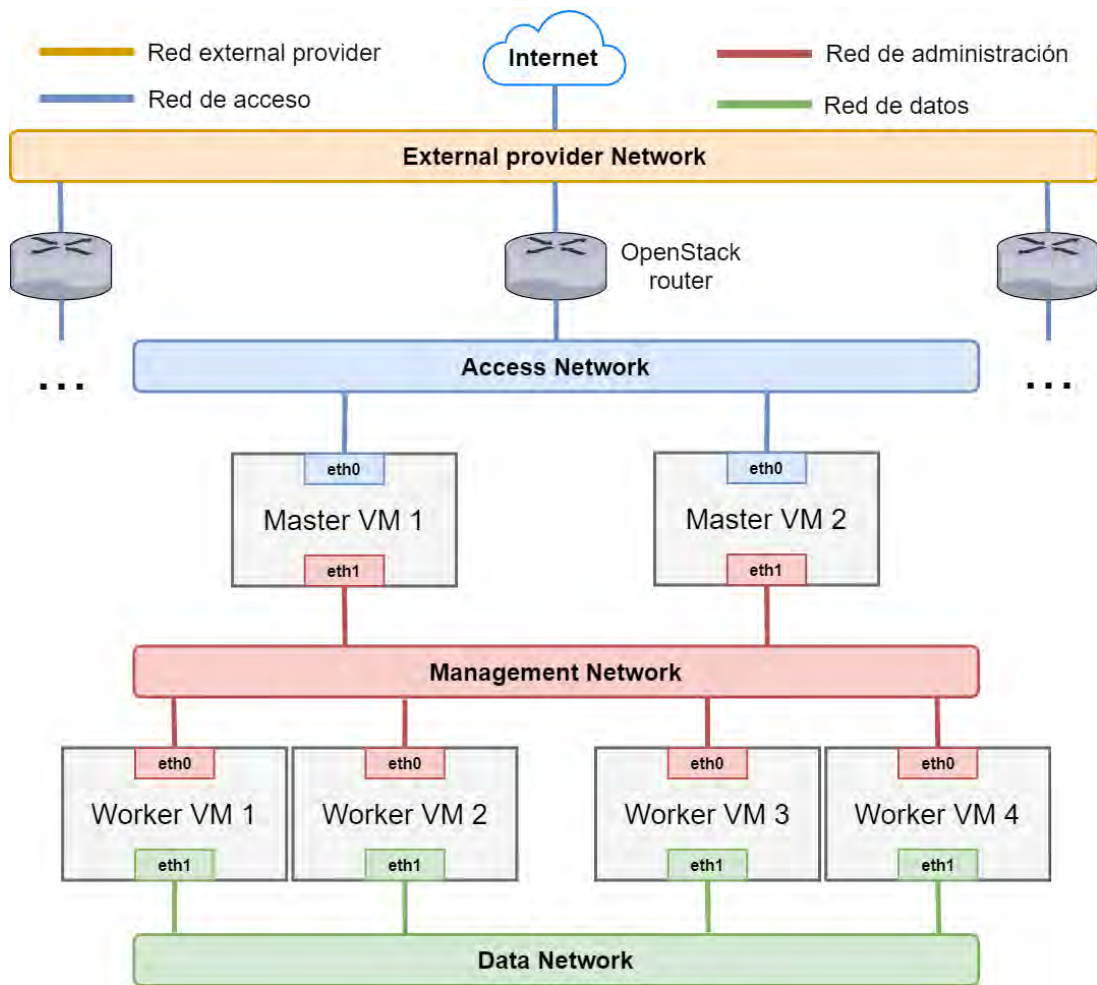 Red external provider
Internet
Red de administración
Red de acceso
Red de datos
External provider Network
OpenStack
router
Access Network
...
...
eth0
eth0
Master VM 1
Master VM 2
eth1
eth1
Management Network
eth0
eth0
eth0
eth0
Worker VM 1
Worker VM 2
Worker VM 3
Worker VM 4
eth1
eth1
eth1
eth1
Data Network